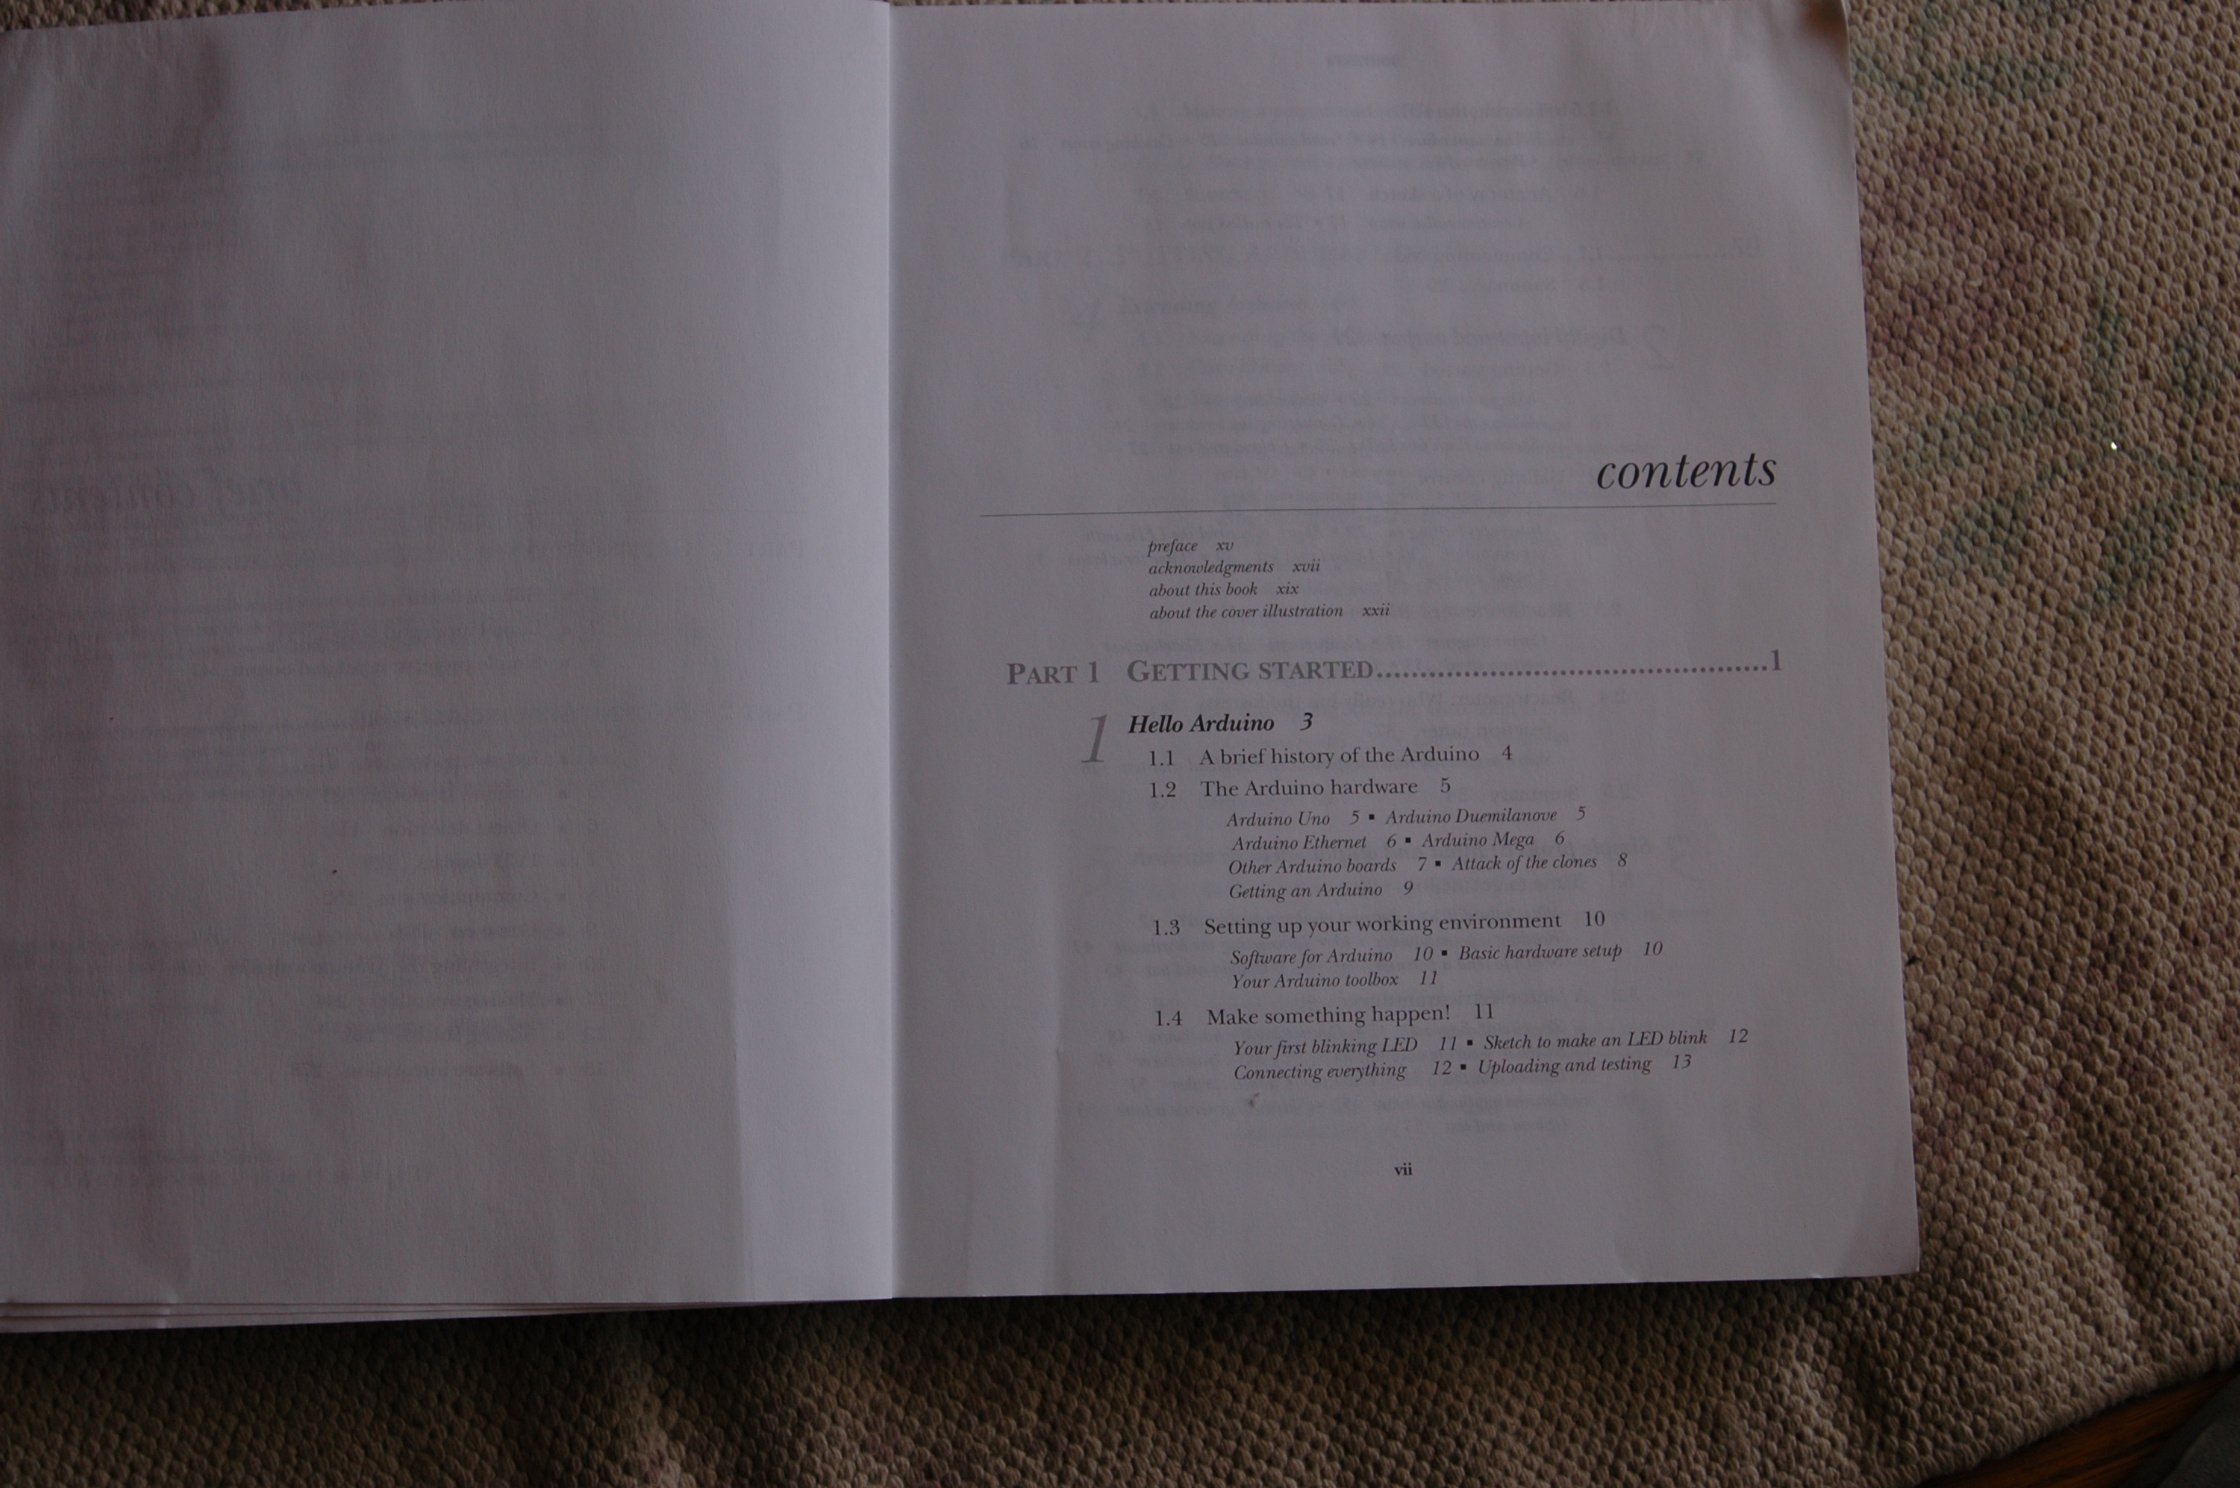 contents
preface xv
acknowledgments xvii
about this book xix
about the cover illustration xxii
PART 1 GETTING STARTED............................................1
1 Hello Arduino 3
1.1 A brief history of the Arduino 4
1.2 The Arduino hardware 5
Arduino Uno 5 ▪ Arduino Duemilanove 5
Arduino Ethernet 6 ▪ Arduino Mega 6
Other Arduino boards 7 ▪ Attack of the clones 8
Getting an Arduino 9
1.3 Setting up your working environment 10
Software for Arduino 10 ▪ Basic hardware setup 10
Your Arduino toolbox 11
1.4 Make something happen! 11
Your first blinking LED 11 ▪ Sketch to make an LED blink 12
Connecting everything 12 ▪ Uploading and testing 13
vii